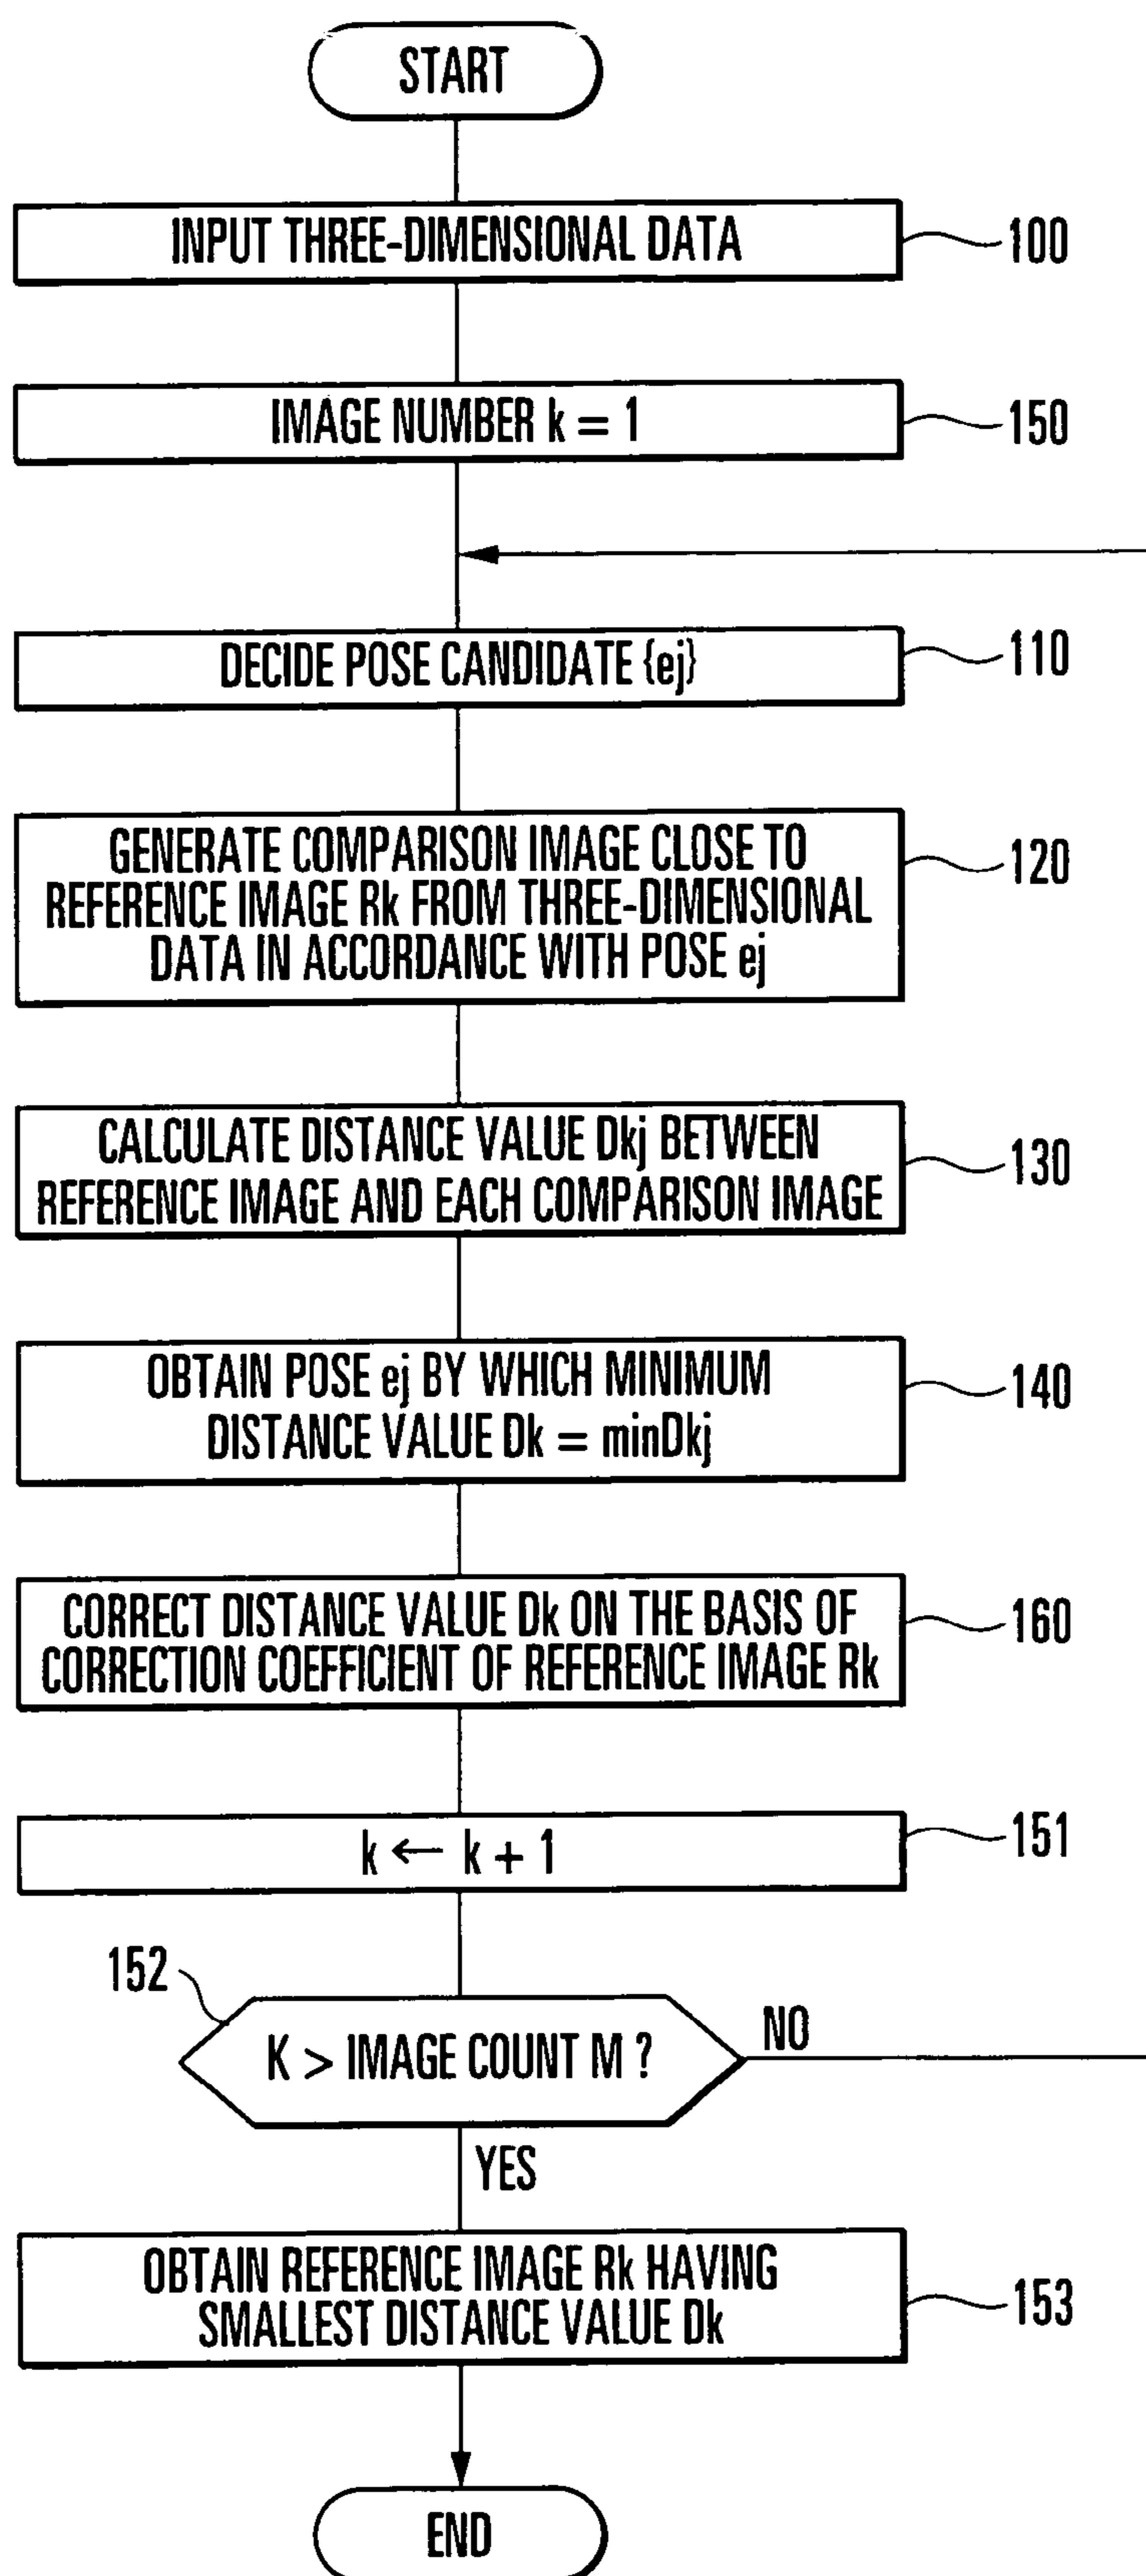 START
INPUT THREE-DIMENSIONAL DATA
100
IMAGE NUMBER k = 1
150
DECIDE POSE CANDIDATE {ej}
110
GENERATE COMPARISON IMAGE CLOSE TO
REFERENCE IMAGE Rk FROM THREE-DIMENSIONAL
DATA IN ACCORDANCE WITH POSE ej
120
CALCULATE DISTANCE VALUE Dkj BETWEEN
REFERENCE IMAGE AND EACH COMPARISON IMAGE
130
OBTAIN POSE ej BY WHICH MINIMUM
DISTANCE VALUE Dk = minDkj
140
CORRECT DISTANCE VALUE Dk ON THE BASIS OF
CORRECTION COEFFICIENT OF REFERENCE IMAGE Rk
160
k ← k + 1
151
152
K > IMAGE COUNT M ?
NO
YES
OBTAIN REFERENCE IMAGE Rk HAVING
SMALLEST DISTANCE VALUE Dk
153
END